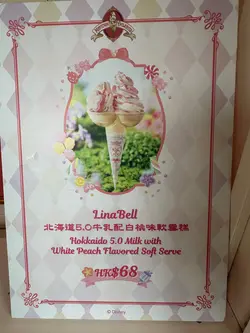 LinaBell
北海道5.0牛乳配白桃味軟雪糕
Hokkaido 5.0 Milk with
White Peach Flavored Soft Serve
HK$68
© Disney